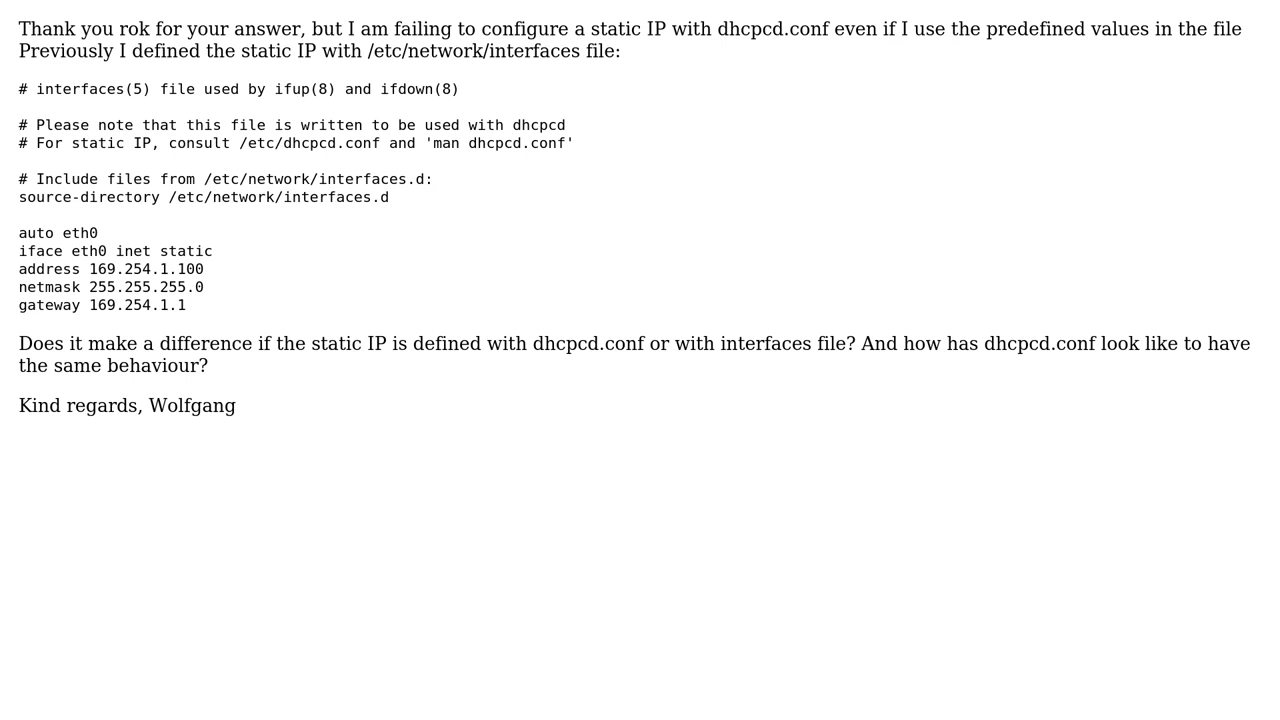 Thank you rok for your answer, but I am failing to configure a static IP with dhcpcd.conf even if I use the predefined values in the file
Previously I defined the static IP with /etc/network/interfaces file:
# interfaces(5) file used by ifup(8) and ifdown(8)
# Please note that this file is written to be used with dhcpcd
# For static IP, consult /etc/dhcpcd.conf and 'man dhcpcd.conf'
# Include files from /etc/network/interfaces.d:
source-directory /etc/network/interfaces.d
auto eth0
iface eth0 inet static
address 169.254.1.100
netmask 255.255.255.0
gateway 169.254.1.1
Does it make a difference if the static IP is defined with dhcpcd.conf or with interfaces file? And how has dhcpcd.conf look like to have
the same behaviour?
Kind regards, Wolfgang